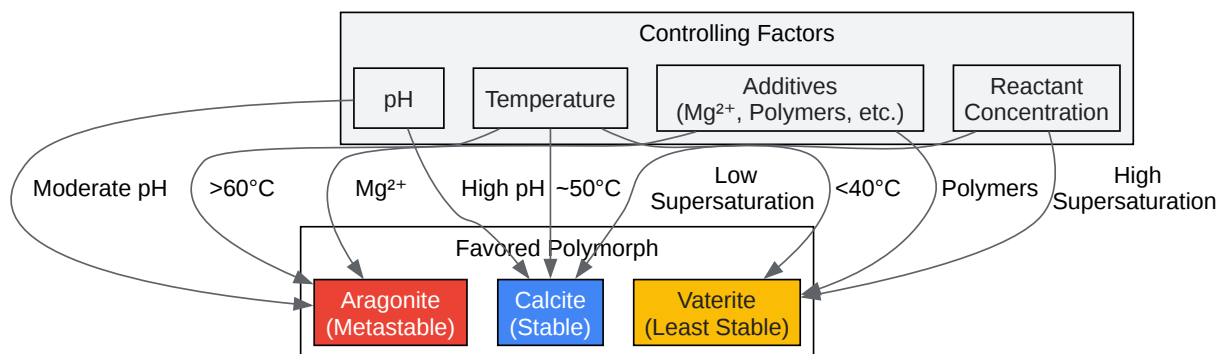 Controlling Factors
pH
Temperature
Additives
(Mg²⁺, Polymers, etc.)
Reactant
Concentration
Moderate pH
>60°C
Mg²⁺
High pH
~50°C
Low
Supersaturation
<40°C
Polymers
High
Supersaturation
Favored Polymorph
Aragonite
(Metastable)
Calcite
(Stable)
Vaterite
(Least Stable)